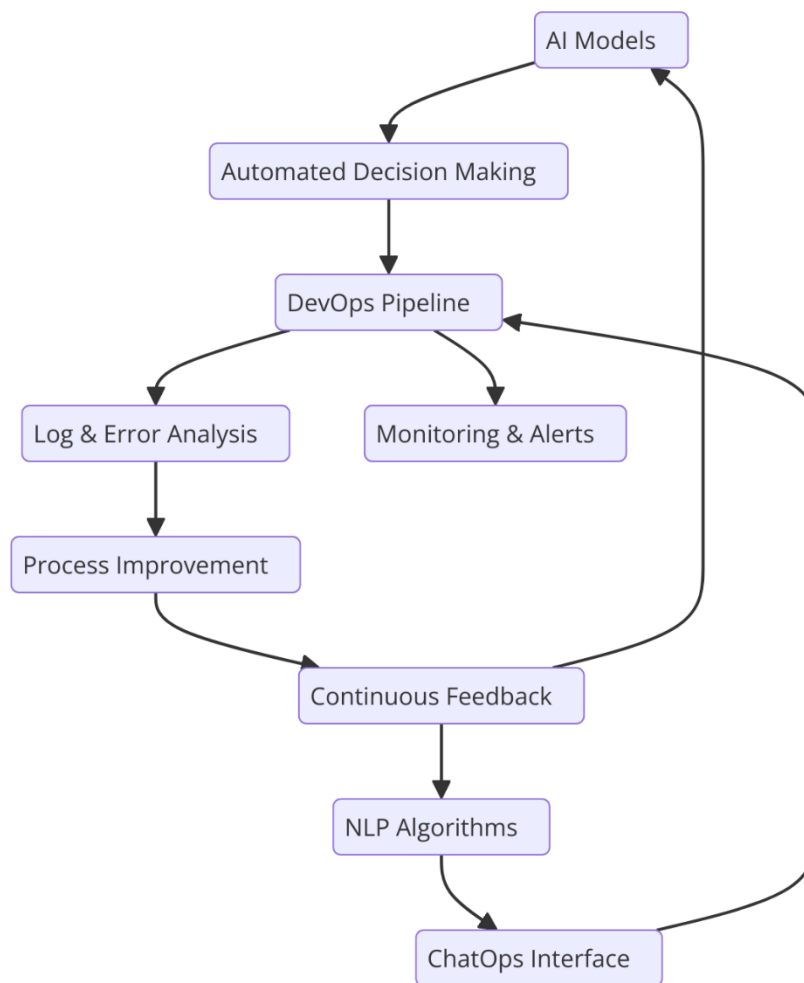 AI Models
Automated Decision Making
DevOps Pipeline
Log & Error Analysis
Monitoring & Alerts
Process Improvement
Continuous Feedback
NLP Algorithms
ChatOps Interface